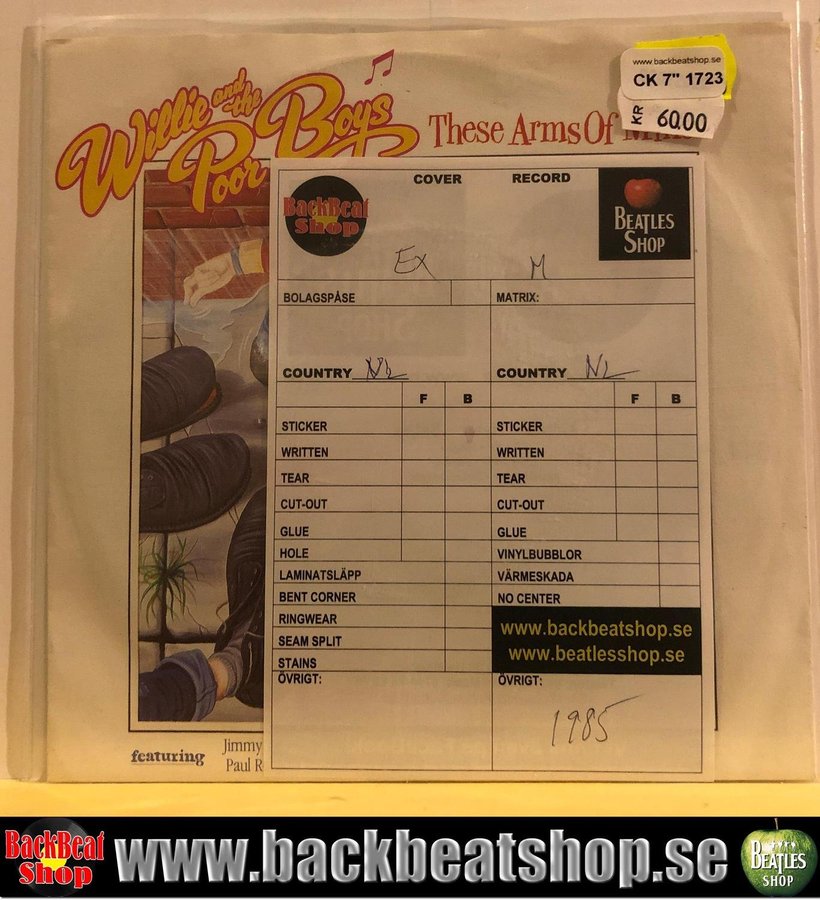 Willie and the
Poor Boys
These Arms Of
www.backbeatshop.se
CK 7" 1723
KR 60.00
COVER RECORD
BackBeat
Shop
BEATLES
SHOP
EX M
BOLAGSPÅSE MATRIX:
COUNTRY NL COUNTRY NL
F B F B
STICKER STICKER
WRITTEN WRITTEN
TEAR TEAR
CUT-OUT CUT-OUT
GLUE GLUE
HOLE VINYLBUBBLOR
LAMINATSLÄPP VÄRMESKADA
BENT CORNER NO CENTER
RINGWEAR
SEAM SPLIT
STAINS
www.backbeatshop.se
www.beatlesshop.se
ÖVRIGT: ÖVRIGT:
1985
featuring Jimmy
Paul R
BackBeat
Shop
www.backbeatshop.se
BEATLES
SHOP